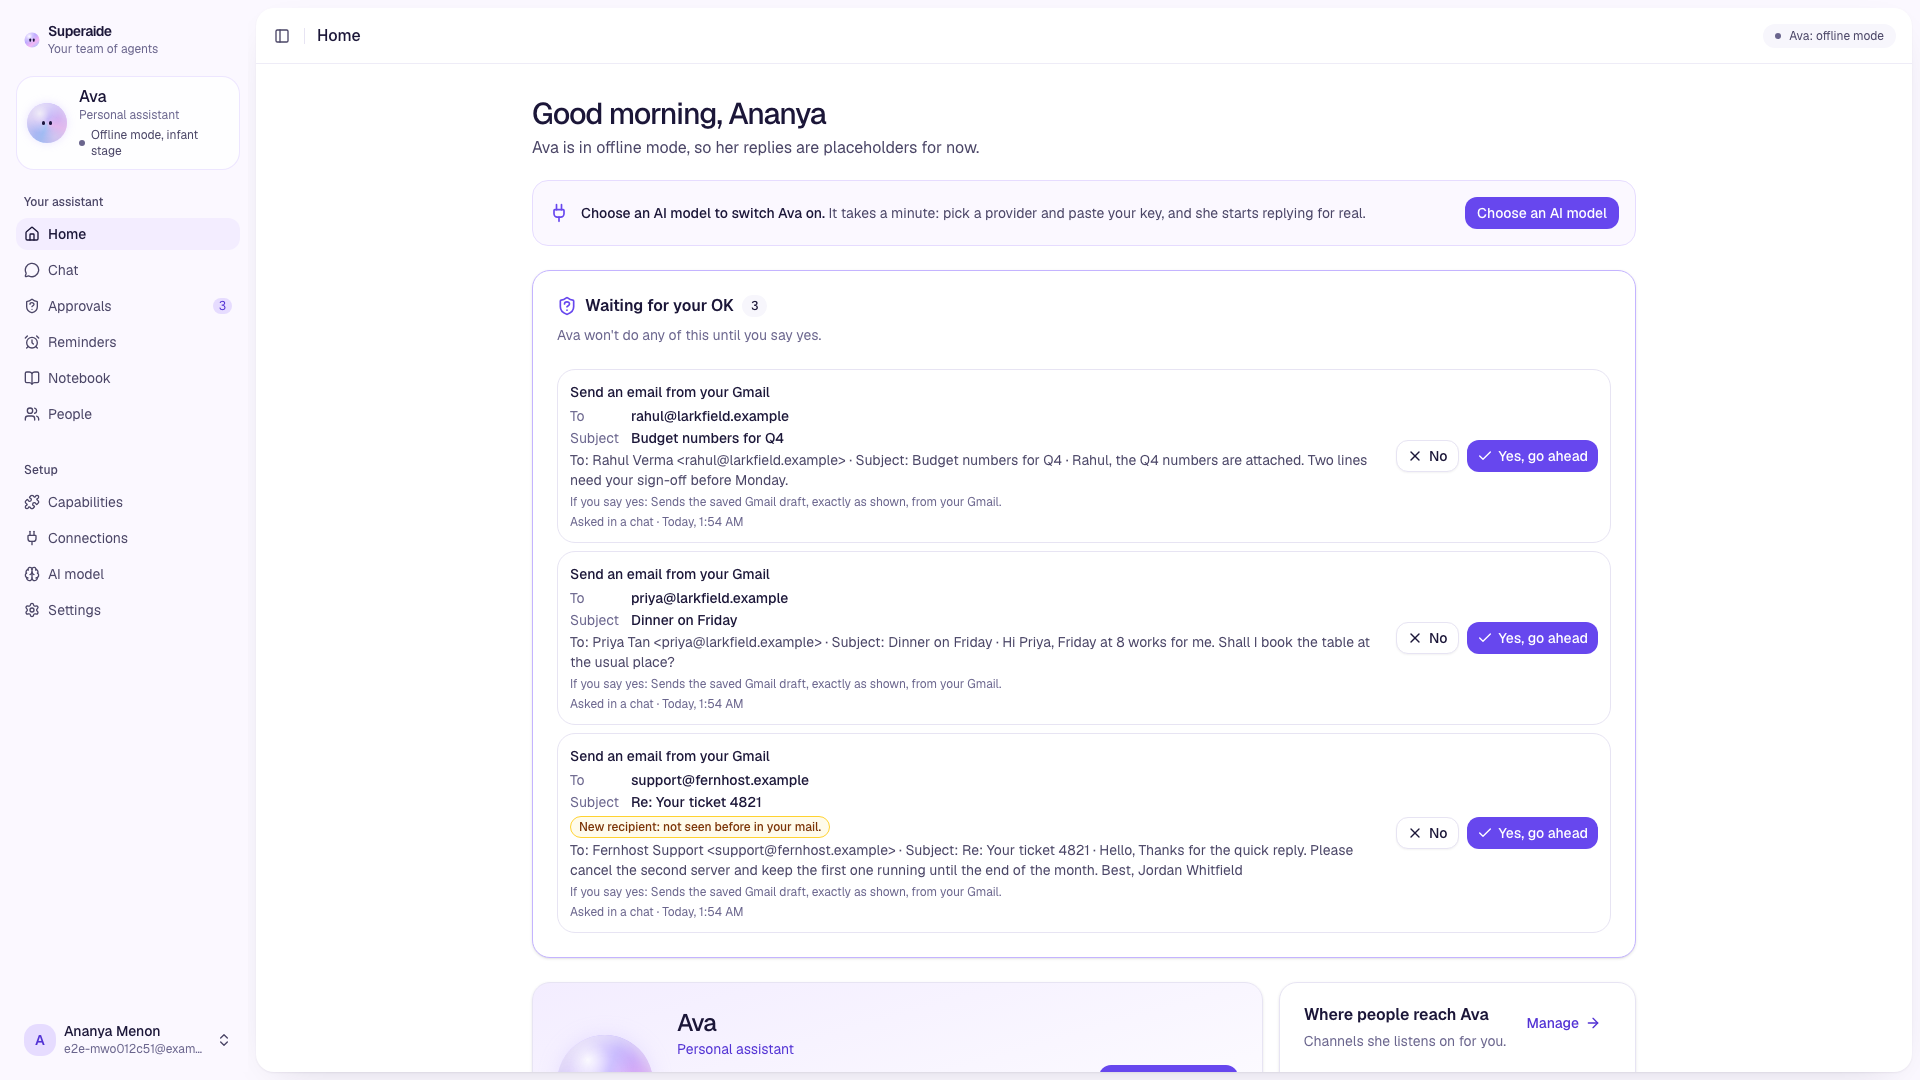 Superaide
Your team of agents
Ava
Personal assistant
Offline mode, infant
stage
Your assistant
Home
Chat
Approvals
3
Reminders
Notebook
People
Setup
Capabilities
Connections
AI model
Settings
A
Ananya Menon
e2e-mwo012c51@exam...
Home
Ava: offline mode
Good morning, Ananya
Ava is in offline mode, so her replies are placeholders for now.
Choose an AI model to switch Ava on. It takes a minute: pick a provider and paste your key, and she starts replying for real.
Choose an AI model
Waiting for your OK 3
Ava won't do any of this until you say yes.
Send an email from your Gmail
To rahul@larkfield.example
Subject Budget numbers for Q4
To: Rahul Verma <rahul@larkfield.example> · Subject: Budget numbers for Q4 · Rahul, the Q4 numbers are attached. Two lines
need your sign-off before Monday.
If you say yes: Sends the saved Gmail draft, exactly as shown, from your Gmail.
Asked in a chat · Today, 1:54 AM
No
Yes, go ahead
Send an email from your Gmail
To priya@larkfield.example
Subject Dinner on Friday
To: Priya Tan <priya@larkfield.example> · Subject: Dinner on Friday · Hi Priya, Friday at 8 works for me. Shall I book the table at
the usual place?
If you say yes: Sends the saved Gmail draft, exactly as shown, from your Gmail.
Asked in a chat · Today, 1:54 AM
No
Yes, go ahead
Send an email from your Gmail
To support@fernhost.example
Subject Re: Your ticket 4821
New recipient: not seen before in your mail.
To: Fernhost Support <support@fernhost.example> · Subject: Re: Your ticket 4821 · Hello, Thanks for the quick reply. Please
cancel the second server and keep the first one running until the end of the month. Best, Jordan Whitfield
If you say yes: Sends the saved Gmail draft, exactly as shown, from your Gmail.
Asked in a chat · Today, 1:54 AM
No
Yes, go ahead
Ava
Personal assistant
Where people reach Ava
Channels she listens on for you.
Manage